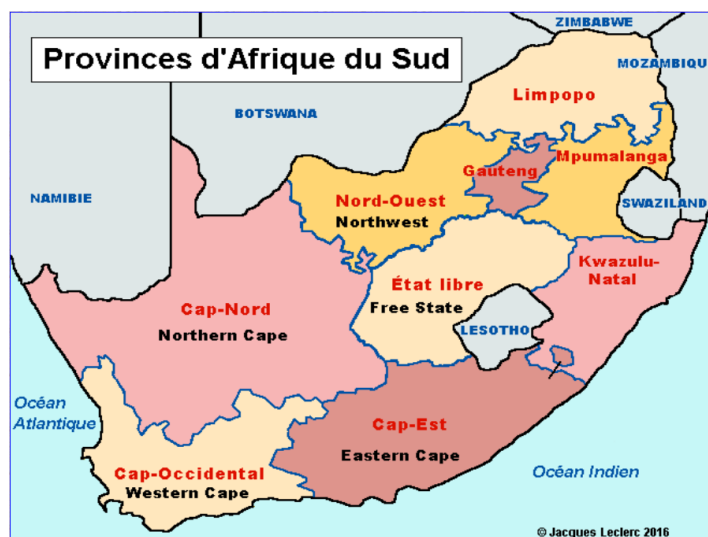 Provinces d'Afrique du Sud
ZIMBABWE
MOZAMBIQUE
BOTSWANA
Limpopo
NAMIBIE
Gauteng
Mpumalanga
Nord-Ouest
Northwest
SWAZILAND
Kwazulu-
Natal
État libre
Free State
LESOTHO
Cap-Nord
Northern Cape
Océan
Atlantique
Cap-Est
Eastern Cape
Cap-Occidental
Western Cape
Océan Indien
© Jacques Leclerc 2016